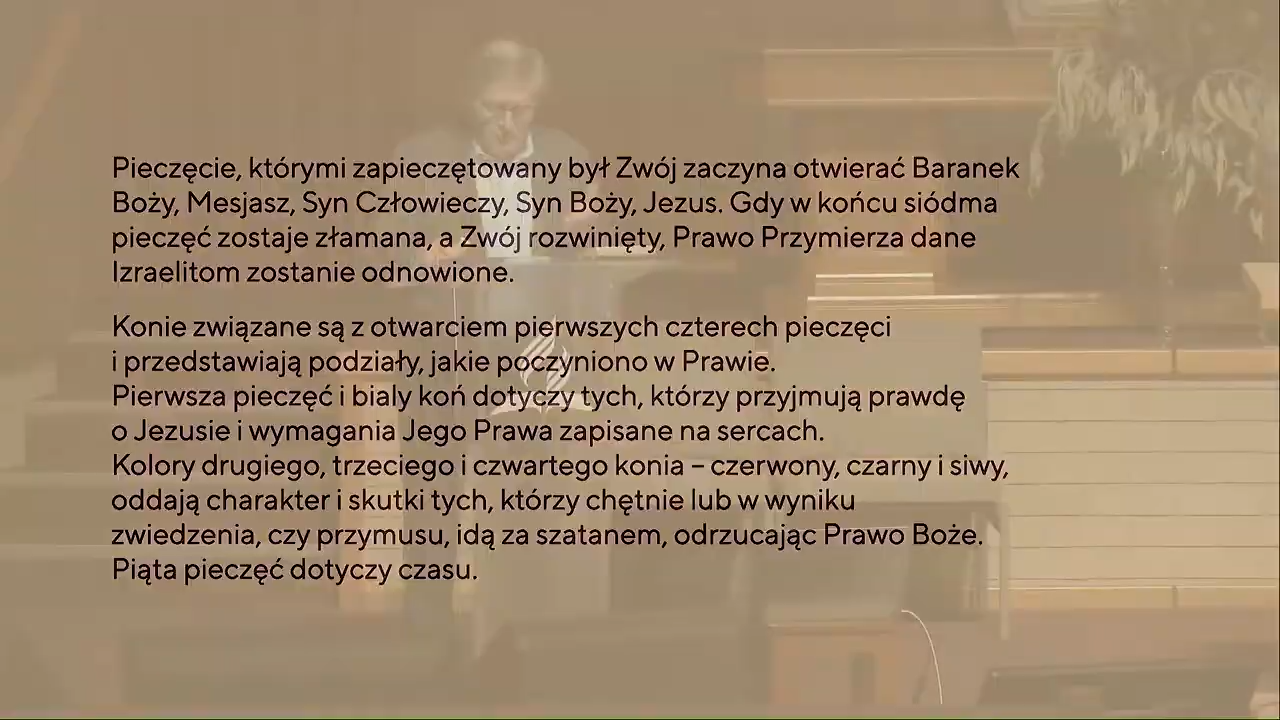 Pieczęcie, którymi zapieczętowany był Zwój zaczyna otwierać Baranek
Boży, Mesjasz, Syn Człowieczy, Syn Boży, Jezus. Gdy w końcu siódma
pieczęć zostaje złamana, a Zwój rozwinięty, Prawo Przymierza dane
Izraelitom zostanie odnowione.
Konie związane są z otwarciem pierwszych czterech pieczęci
i przedstawiają podziały, jakie poczyniono w Prawie.
Pierwsza pieczęć i bialy koń dotyczy tych, którzy przyjmują prawdę
o Jezusie i wymagania Jego Prawa zapisane na sercach.
Kolory drugiego, trzeciego i czwartego konia – czerwony, czarny i siwy,
oddają charakter i skutki tych, którzy chętnie lub w wyniku
zwiedzenia, czy przymusu, idą za szatanem, odrzucając Prawo Boże.
Piąta pieczęć dotyczy czasu.